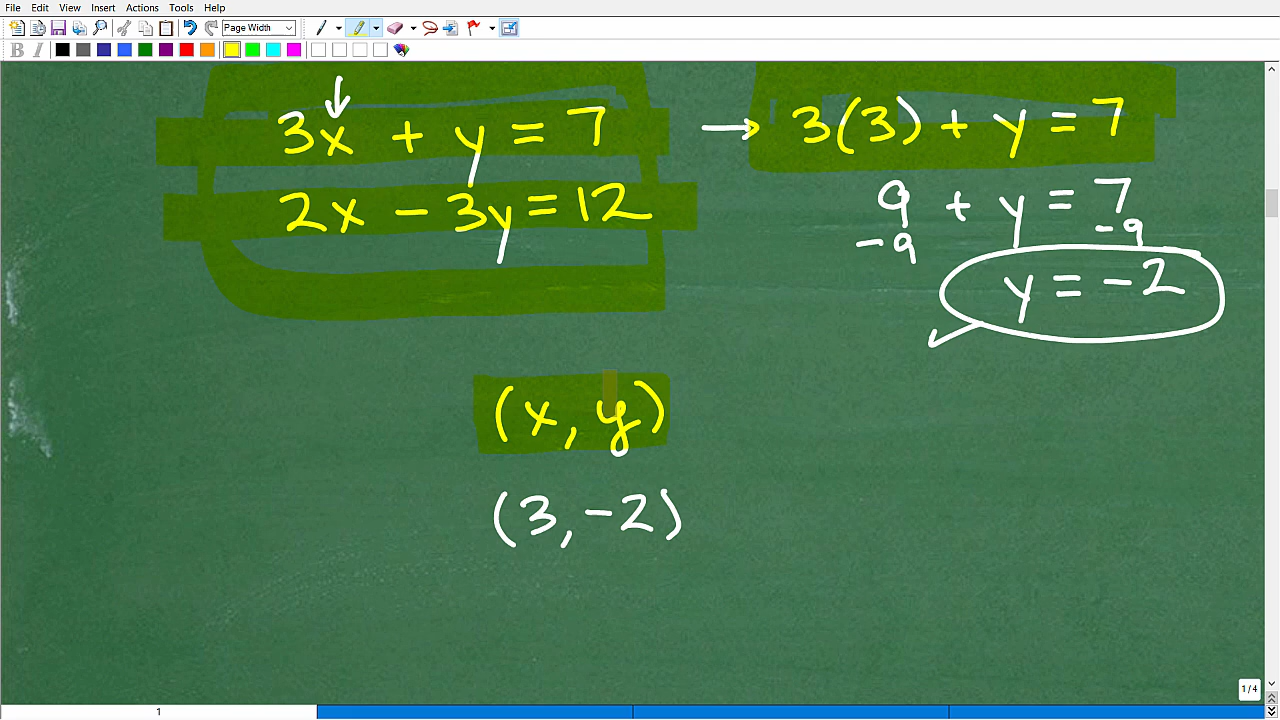 File Edit View Insert Actions Tools Help
Page Width
B I
3x + y = 7 → 3(3) + y = 7
2x - 3y = 12
9 + y = 7
-9 -9
y = -2
(x, y)
(3, -2)
1/4
1